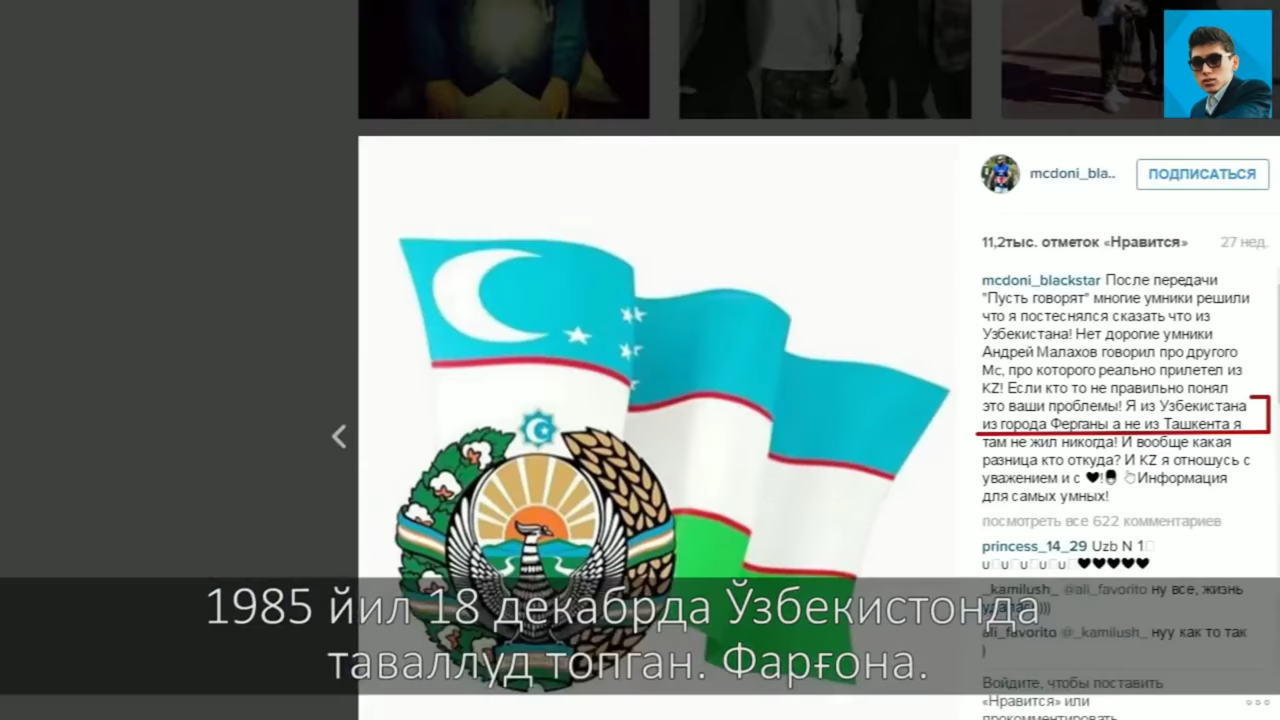 mcdoni_bla..
ПОДПИСАТЬСЯ
11,2тыс. отметок «Нравится»
27 нед.
mcdoni_blackstar После передачи
"Пусть говорят" многие умники решили
что я постеснялся сказать что из
Узбекистана! Нет дорогие умники
Андрей Малахов говорил про другого
Мс, про которого реально прилетел из
KZ! Если кто то не правильно понял
это ваши проблемы! Я из Узбекистана
из города Ферганы а не из Ташкента я
там не жил никогда! И вообще какая
разница кто откуда? И KZ я отношусь с
уважением и с ♥! Информация
для самых умных!
посмотреть все 622 комментариев
princess_14_29 Uzb N 1
u u u u u ♥♥♥♥♥
_kamilush_ @ali_favorito ну все, жизнь
ali_favorito @_kamilush_ нуу как то так
)
Войдите, чтобы поставить
«Нравится» или
прокомментировать
1985 йил 18 декабрда Ўзбекистонда
таваллуд топган. Фарғона.